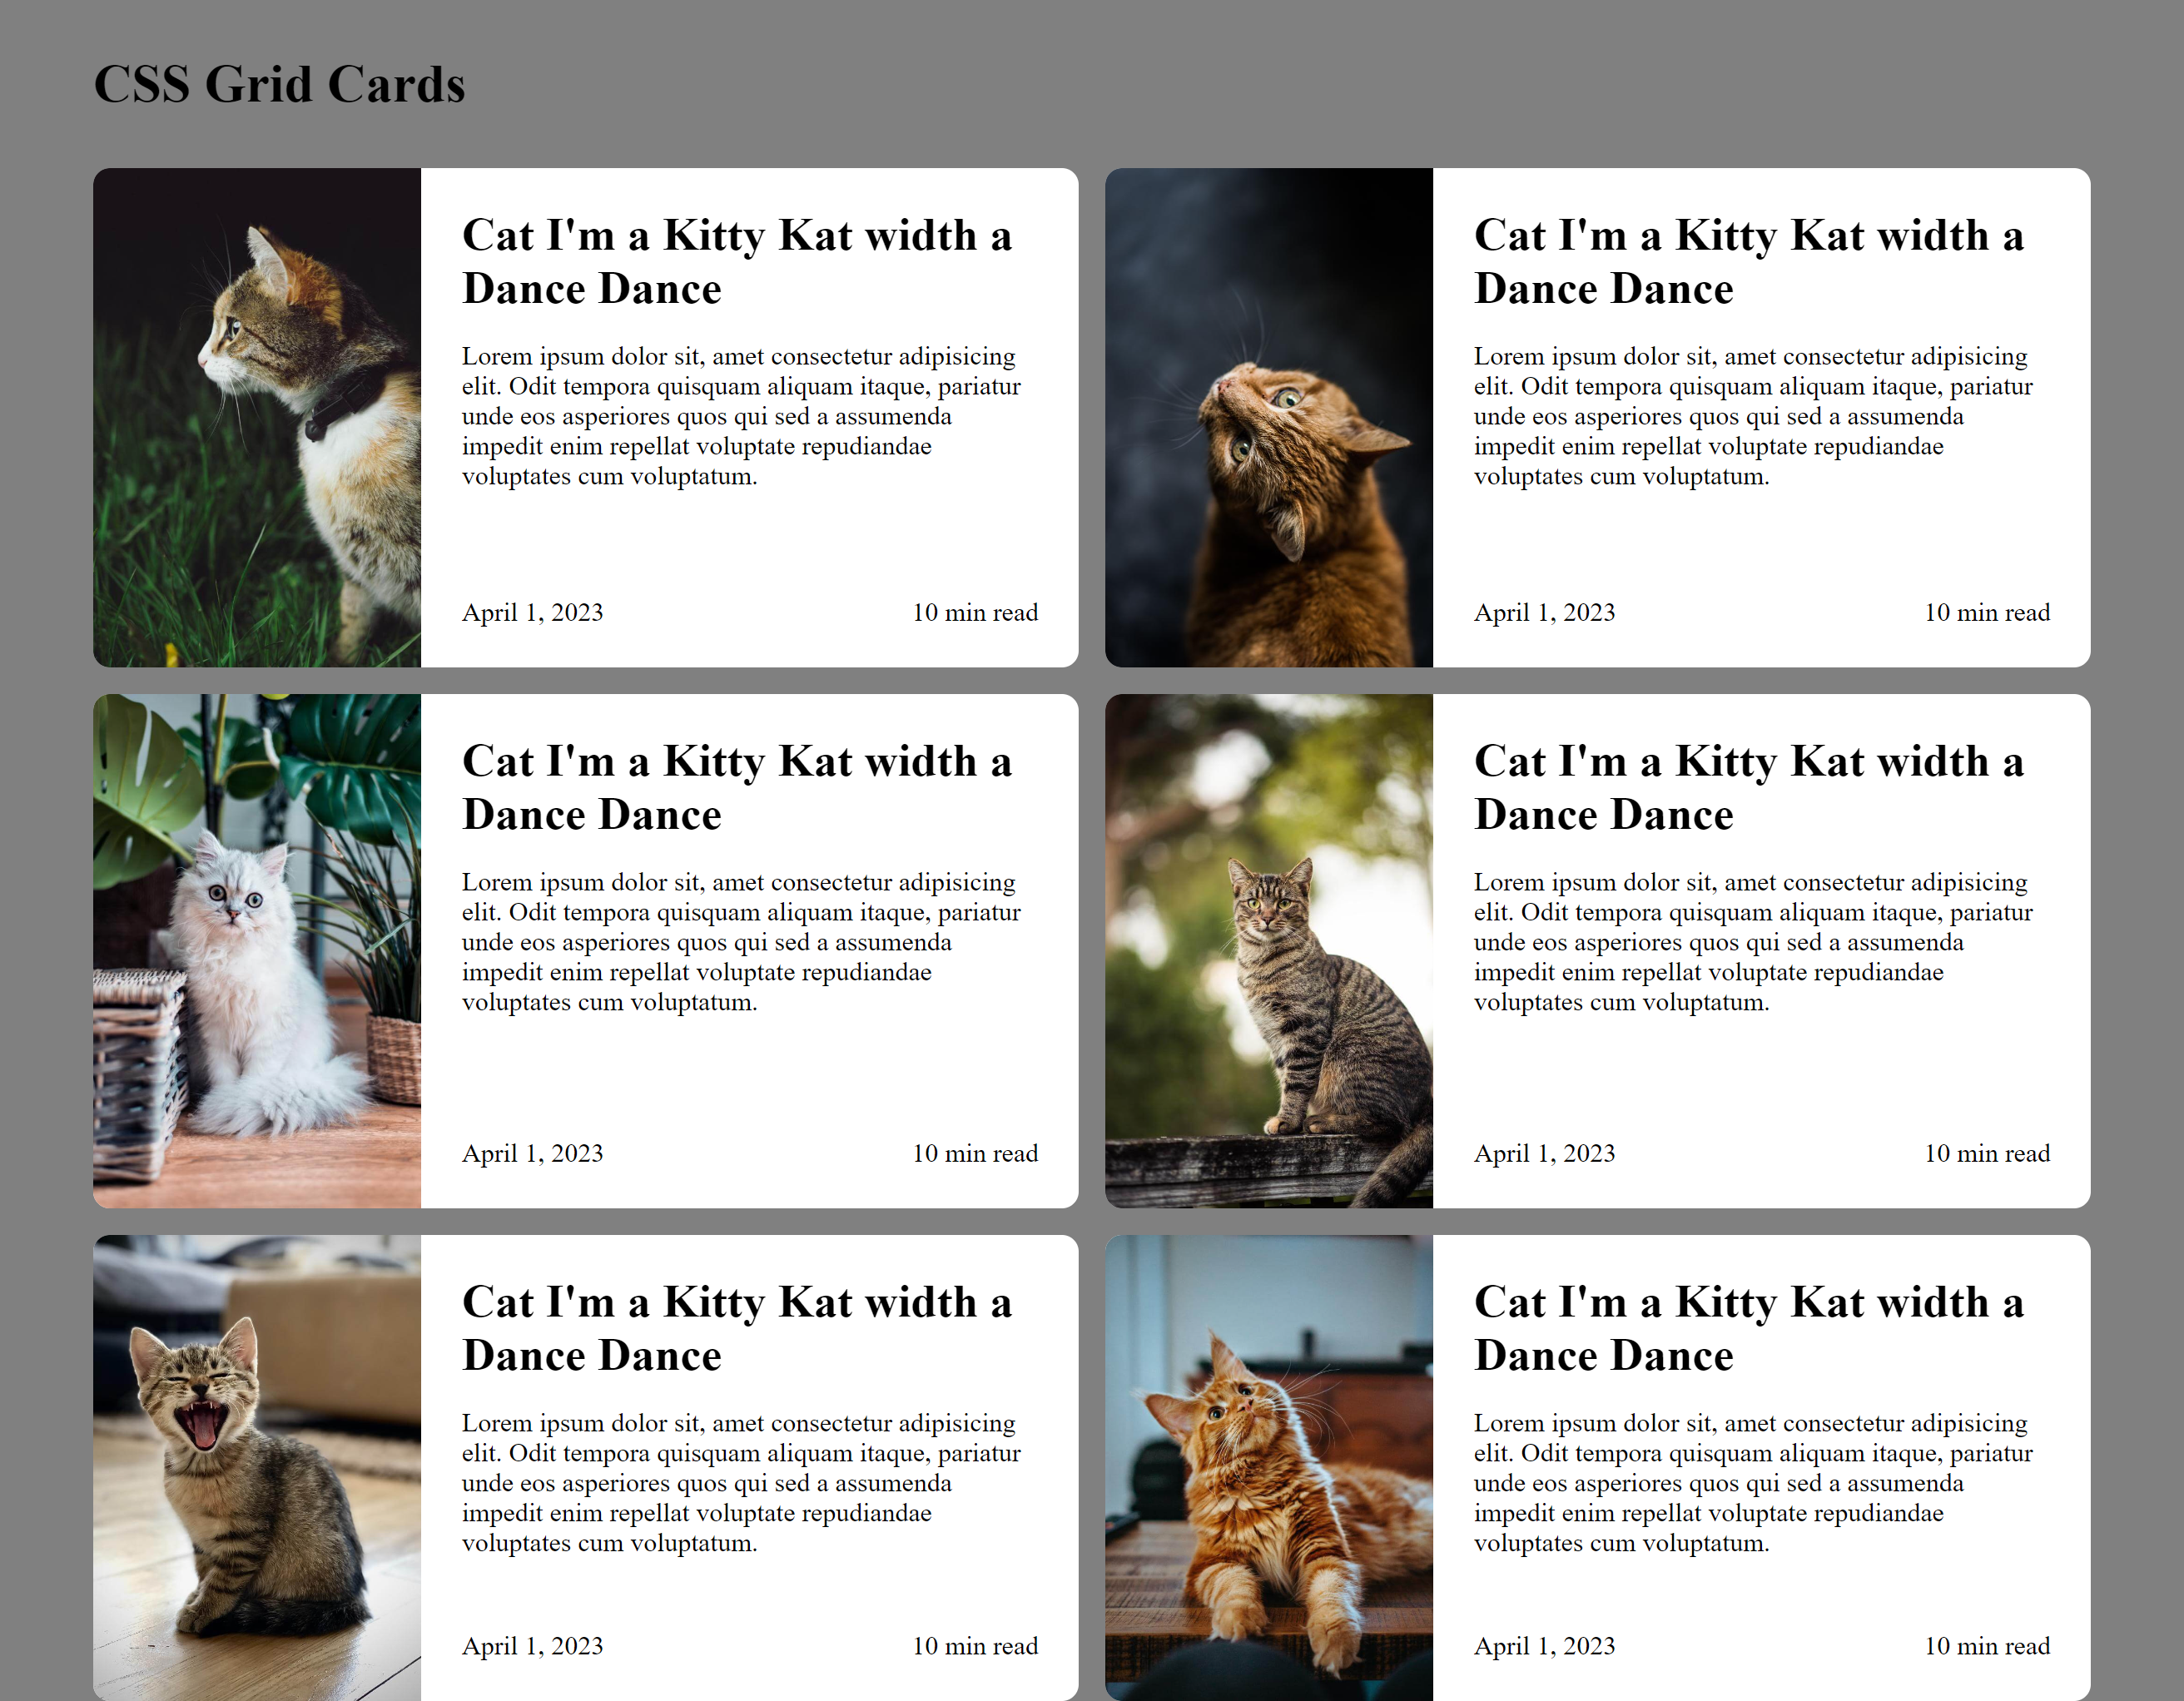 CSS Grid Cards
Cat I'm a Kitty Kat width a
Dance Dance
Lorem ipsum dolor sit, amet consectetur adipisicing
elit. Odit tempora quisquam aliquam itaque, pariatur
unde eos asperiores quos qui sed a assumenda
impedit enim repellat voluptate repudiandae
voluptates cum voluptatum.
April 1, 2023
10 min read
Cat I'm a Kitty Kat width a
Dance Dance
Lorem ipsum dolor sit, amet consectetur adipisicing
elit. Odit tempora quisquam aliquam itaque, pariatur
unde eos asperiores quos qui sed a assumenda
impedit enim repellat voluptate repudiandae
voluptates cum voluptatum.
April 1, 2023
10 min read
Cat I'm a Kitty Kat width a
Dance Dance
Lorem ipsum dolor sit, amet consectetur adipisicing
elit. Odit tempora quisquam aliquam itaque, pariatur
unde eos asperiores quos qui sed a assumenda
impedit enim repellat voluptate repudiandae
voluptates cum voluptatum.
April 1, 2023
10 min read
Cat I'm a Kitty Kat width a
Dance Dance
Lorem ipsum dolor sit, amet consectetur adipisicing
elit. Odit tempora quisquam aliquam itaque, pariatur
unde eos asperiores quos qui sed a assumenda
impedit enim repellat voluptate repudiandae
voluptates cum voluptatum.
April 1, 2023
10 min read
Cat I'm a Kitty Kat width a
Dance Dance
Lorem ipsum dolor sit, amet consectetur adipisicing
elit. Odit tempora quisquam aliquam itaque, pariatur
unde eos asperiores quos qui sed a assumenda
impedit enim repellat voluptate repudiandae
voluptates cum voluptatum.
April 1, 2023
10 min read
Cat I'm a Kitty Kat width a
Dance Dance
Lorem ipsum dolor sit, amet consectetur adipisicing
elit. Odit tempora quisquam aliquam itaque, pariatur
unde eos asperiores quos qui sed a assumenda
impedit enim repellat voluptate repudiandae
voluptates cum voluptatum.
April 1, 2023
10 min read